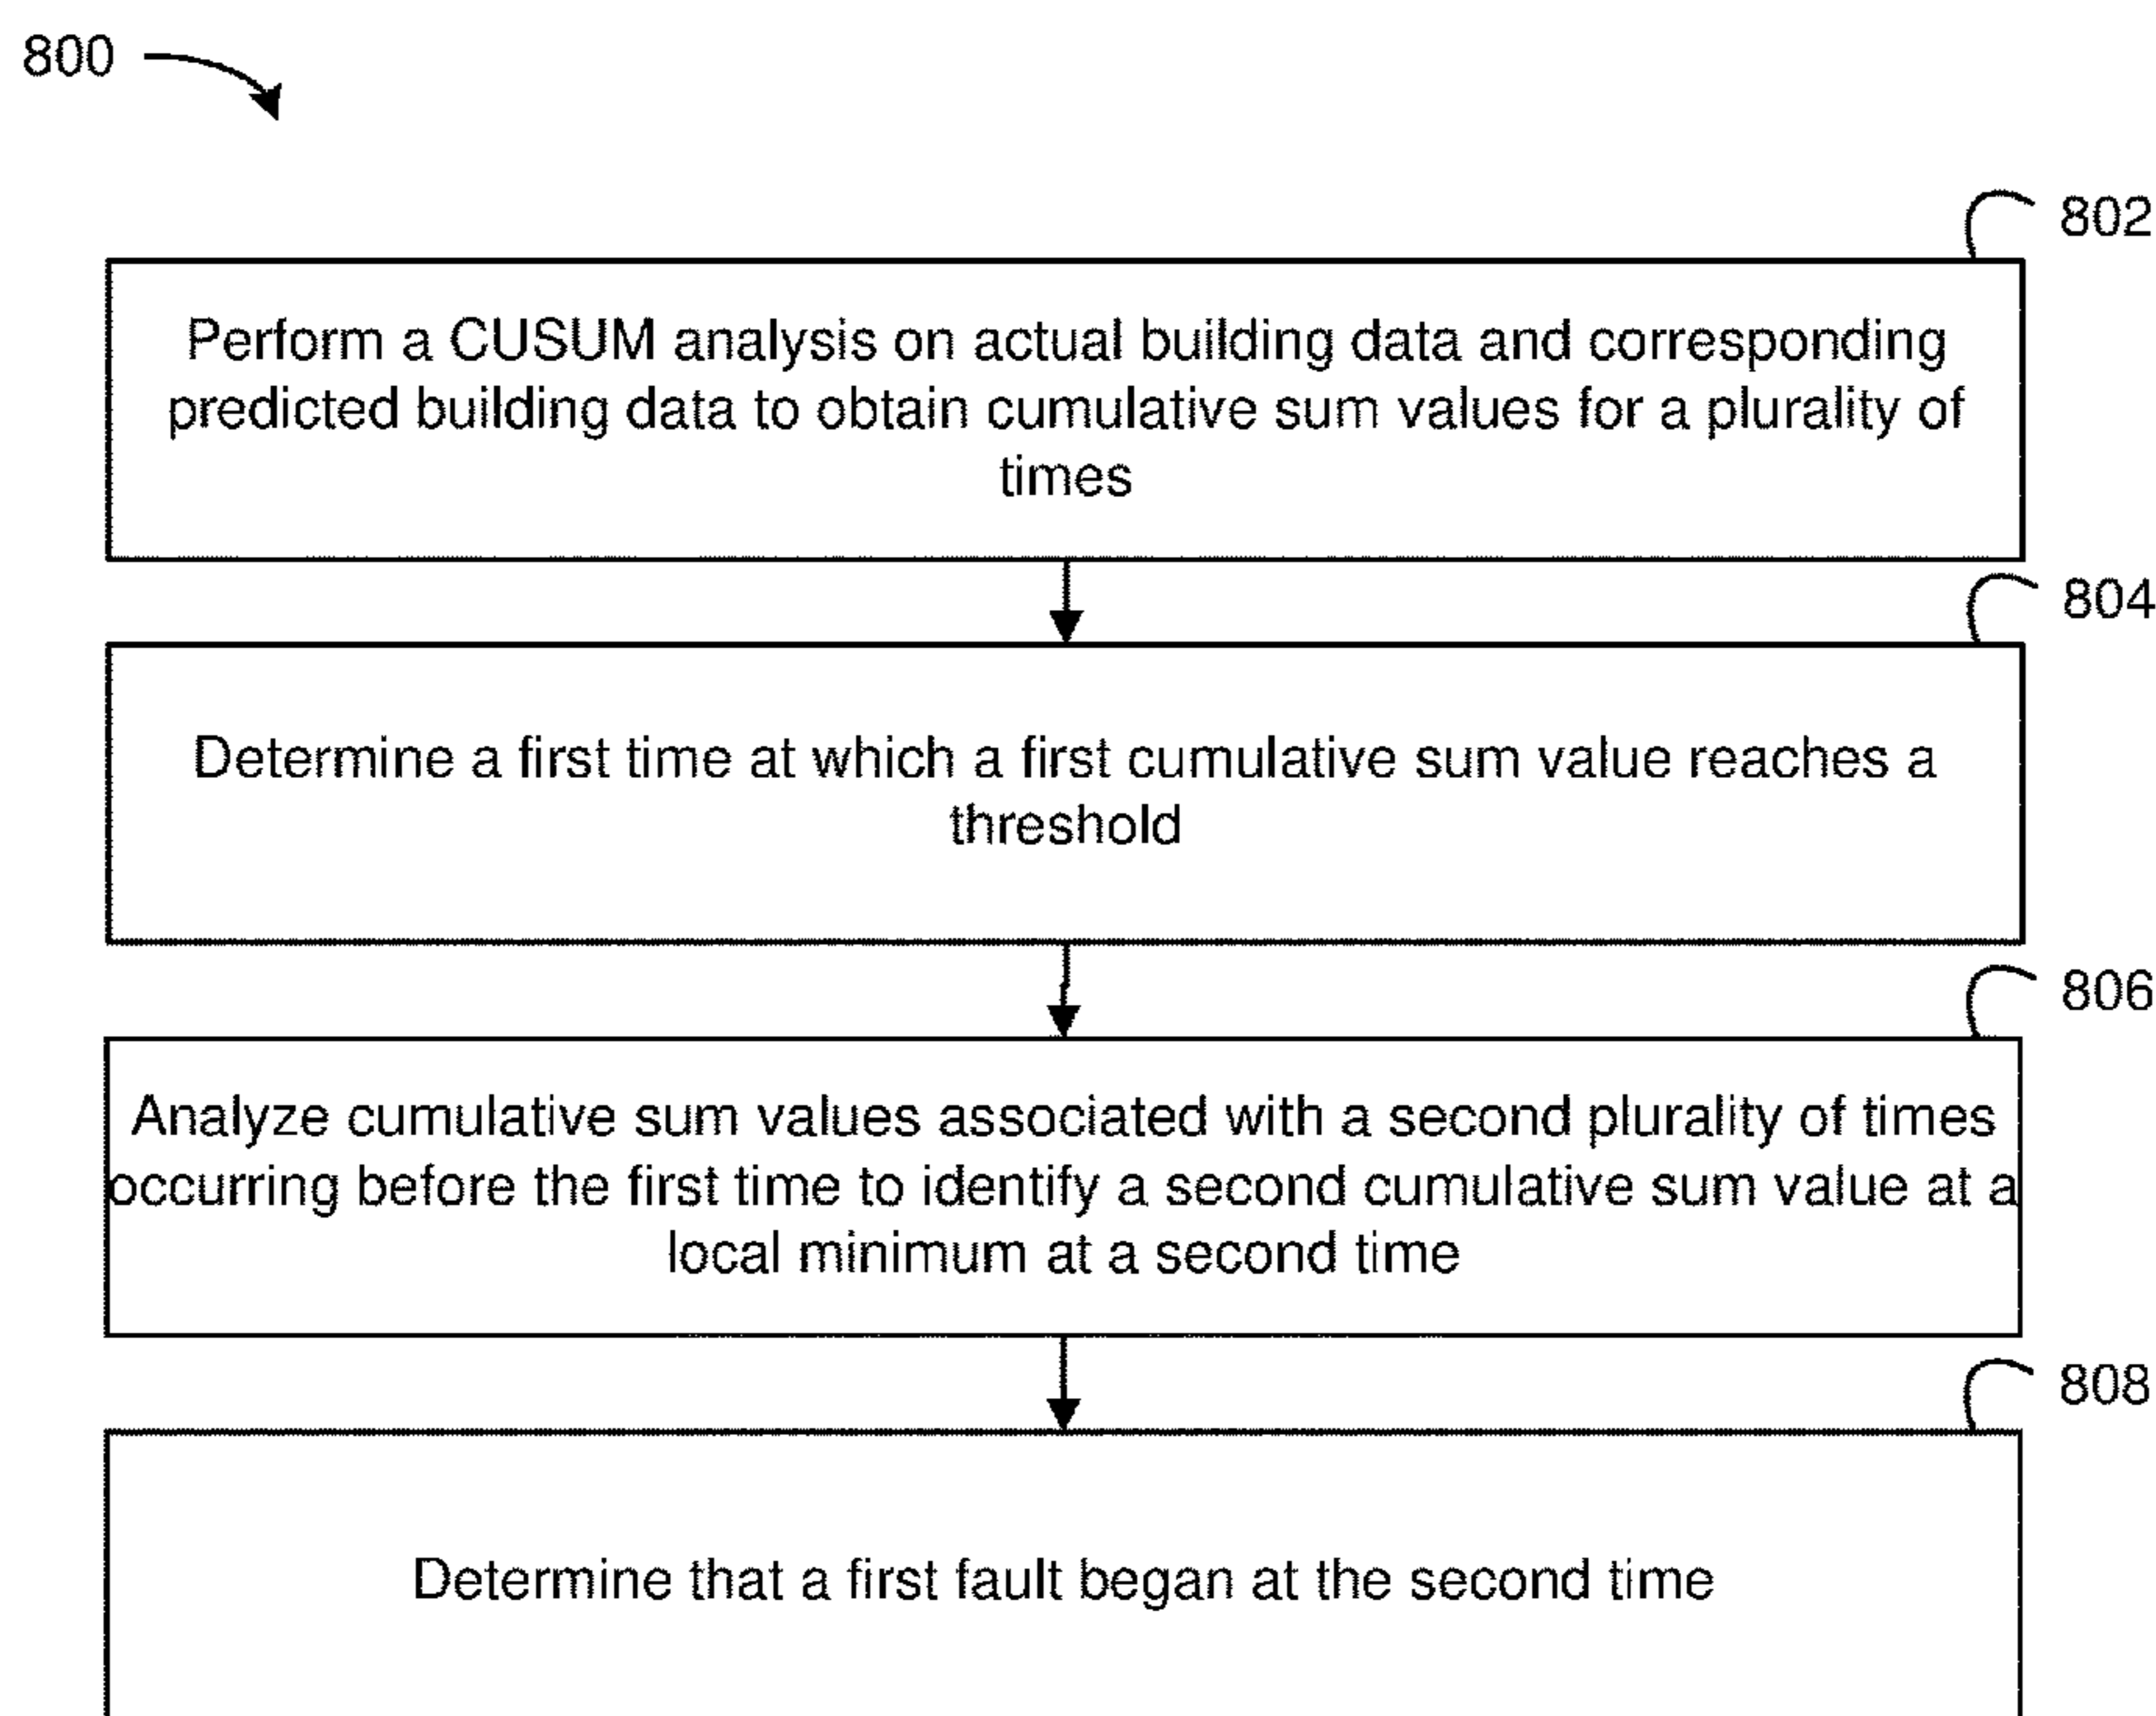 800
802
Perform a CUSUM analysis on actual building data and corresponding
predicted building data to obtain cumulative sum values for a plurality of
times
804
Determine a first time at which a first cumulative sum value reaches a
threshold
806
Analyze cumulative sum values associated with a second plurality of times
occurring before the first time to identify a second cumulative sum value at a
local minimum at a second time
808
Determine that a first fault began at the second time